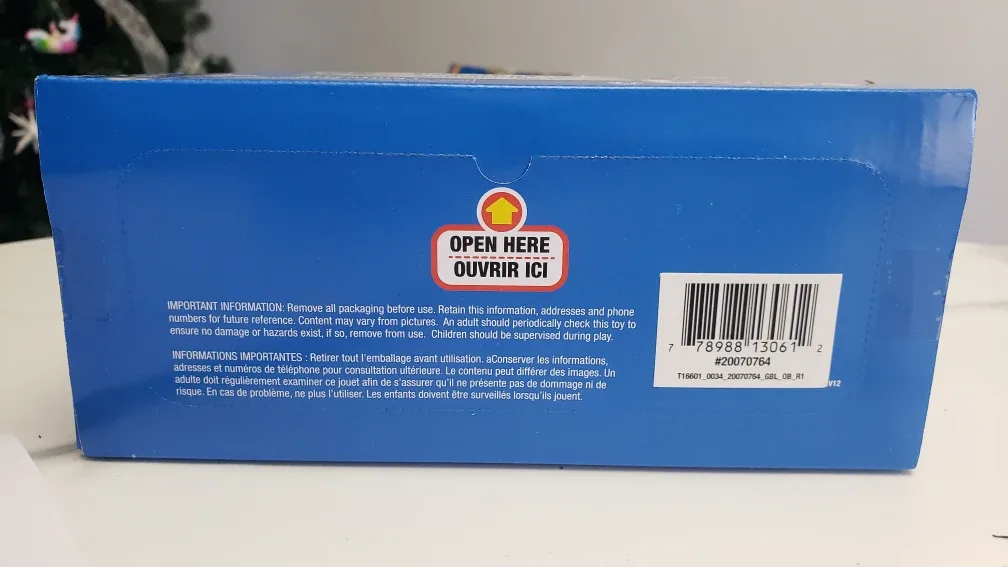 OPEN HERE
OUVRIR ICI
IMPORTANT INFORMATION: Remove all packaging before use. Retain this information, addresses and phone
numbers for future reference. Content may vary from pictures. An adult should periodically check this toy to
ensure no damage or hazards exist, if so, remove from use. Children should be supervised during play.
INFORMATIONS IMPORTANTES : Retirer tout l'emballage avant utilisation. aConserver les informations,
adresses et numéros de téléphone pour consultation ultérieure. Le contenu peut différer des images. Un
adulte doit régulièrement examiner ce jouet afin de s'assurer qu'il ne présente pas de dommage ni de
risque. En cas de problème, ne plus l'utiliser. Les enfants doivent être surveillés lorsqu'ils jouent.
7 78988 13061 2
#20070764
T16601_0034_20070764_GBL_OB_R1
V12